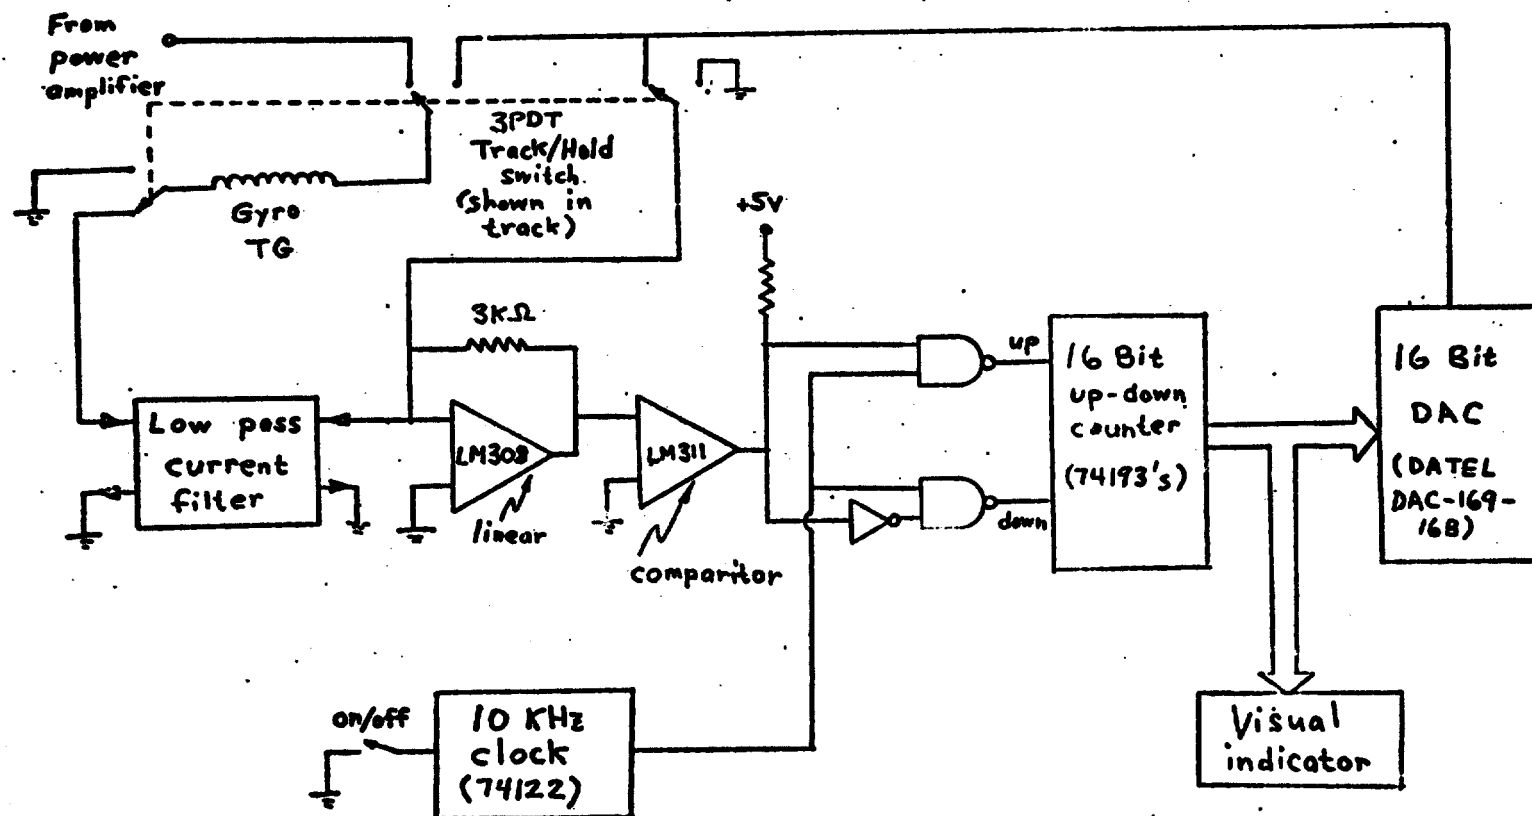 From
power
amplifier
3PDT
Track/Hold
switch.
(shown in
track)
Gyro
TG
+5V
3KΩ
Low pass
current
filter
LM308
linear
LM311
comparitor
up
down
16 Bit
up-down
counter
(74193's)
16 Bit
DAC
(DATEL
DAC-169-
16B)
on/off
10 KHz
clock
(74122)
Visual
indicator